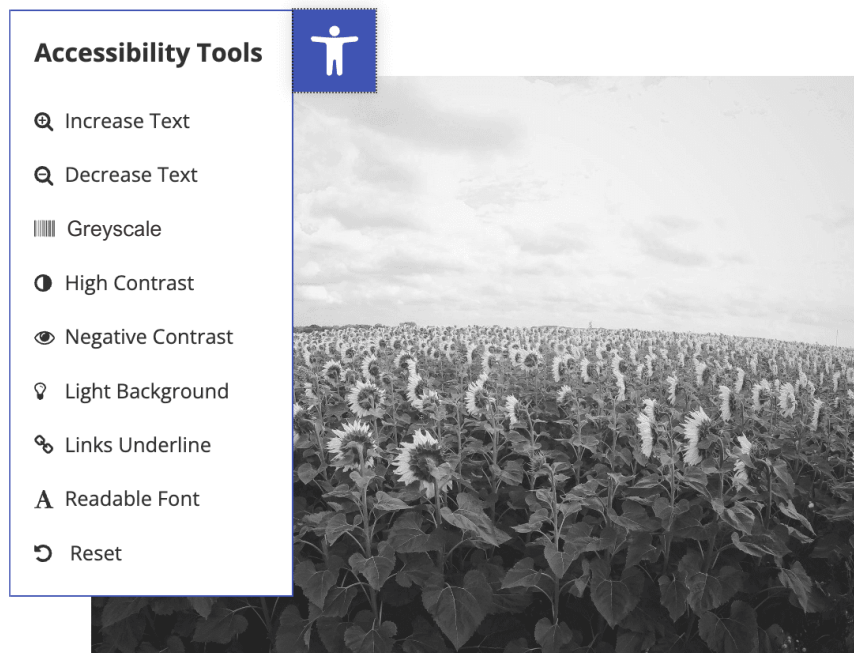 Accessibility Tools
Increase Text
Decrease Text
Greyscale
High Contrast
Negative Contrast
Light Background
Links Underline
Readable Font
Reset